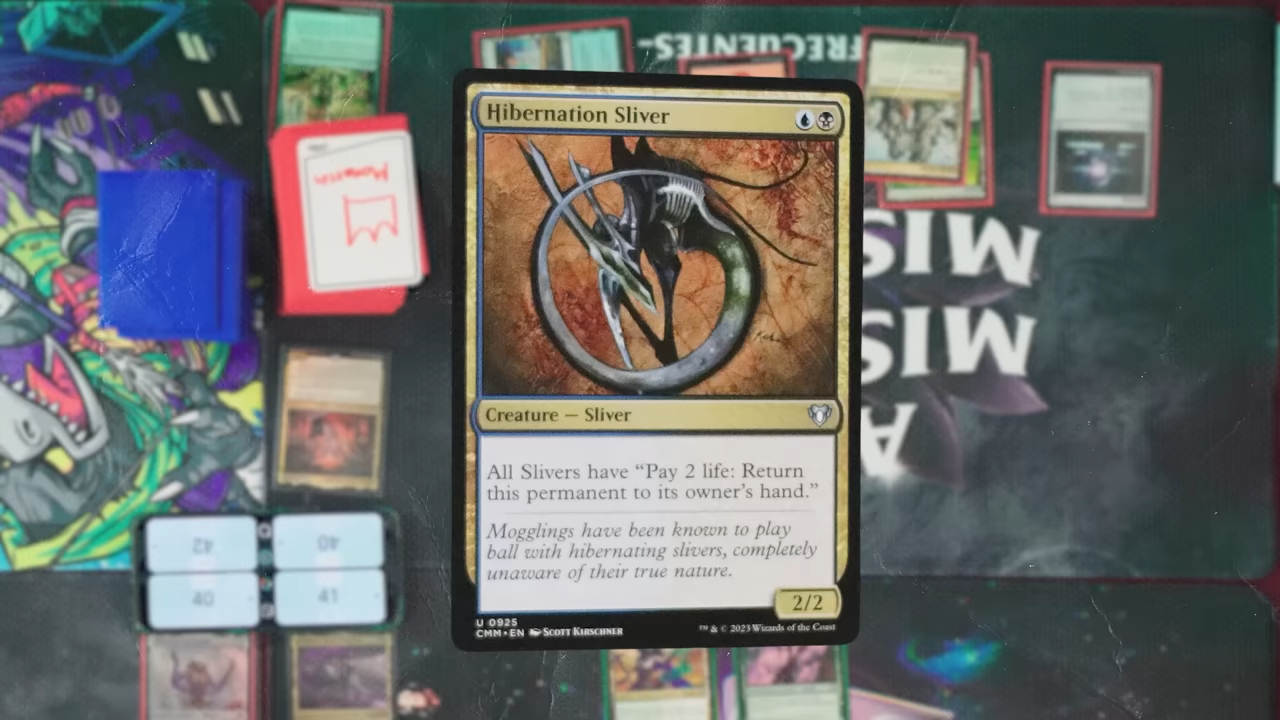 -FRECUENTES-
Hibernation Sliver
Monarch
MIS
MIS
A
Creature — Sliver
All Slivers have “Pay 2 life: Return
this permanent to its owner’s hand.”
Mogglings have been known to play
ball with hibernating slivers, completely
unaware of their true nature.
2/2
U 0925
CMM • EN Scott Kirschner
™ & © 2023 Wizards of the Coast
42
40
40
41